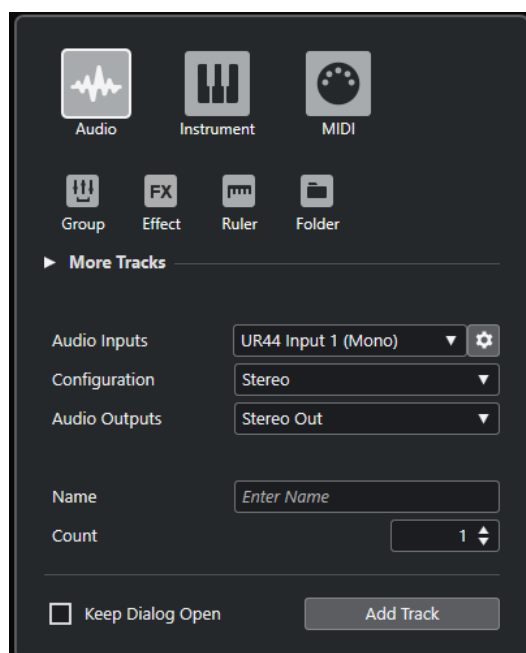 Audio Instrument MIDI
FX
Group Effect Ruler Folder
More Tracks
Audio Inputs UR44 Input 1 (Mono)
Configuration Stereo
Audio Outputs Stereo Out
Name Enter Name
Count 1
Keep Dialog Open Add Track